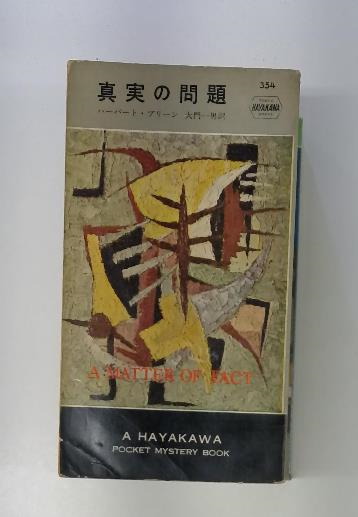 真実の問題
354
ハーバート・ブリーン 大門一男訳
HAYAKAWA
A MATTER OF FACT
A HAYAKAWA
POCKET MYSTERY BOOK